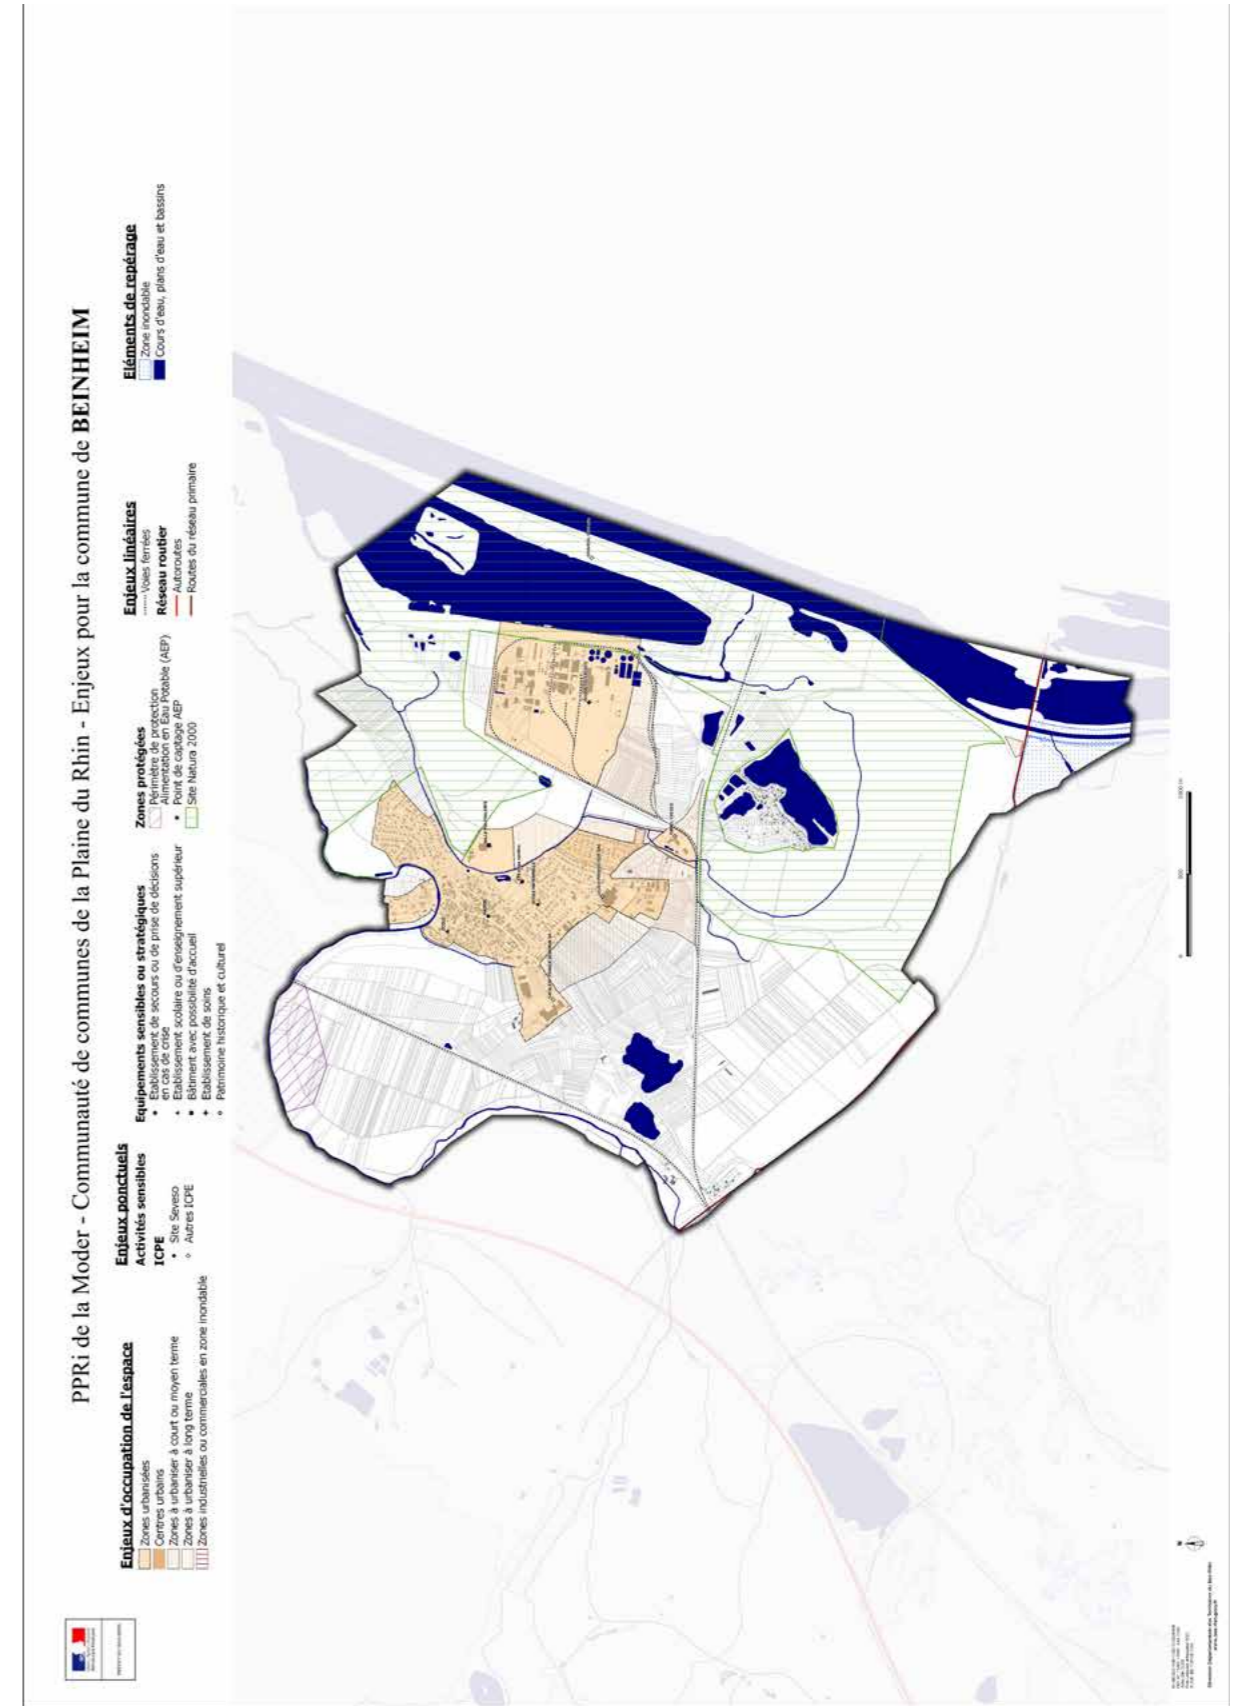 PPRi de la Moder - Communauté de communes de la Plaine du Rhin - Enjeux pour la commune de BEINHEIM
Enjeux d'occupation de l'espace
Zones urbanisées
Centres urbains
Zones à urbaniser à court ou moyen terme
Zones à urbaniser à long terme
Zones industrielles ou commerciales en zone inondable
Enjeux ponctuels
Activités sensibles
ICPE
Site Seveso
Autres ICPE
Equipements sensibles ou stratégiques
Etablissement de secours ou de prise de décisions
en cas de crise
Etablissement scolaire ou d'enseignement supérieur
Bâtiment avec possibilité d'accueil
Etablissement de soins
Patrimoine historique et culturel
Zones protégées
Périmètre de protection
Alimentation en Eau Potable (AEP)
Point de captage AEP
Site Natura 2000
Enjeux linéaires
Voies ferrées
Réseau routier
Autoroutes
Routes du réseau primaire
Eléments de repérage
Zone inondable
Cours d'eau, plans d'eau et bassins
N